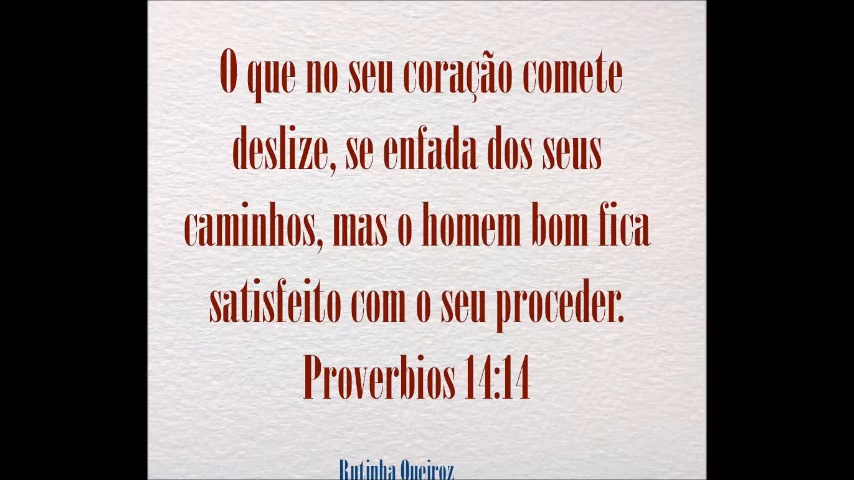 O que no seu coração comete
deslize, se enfada dos seus
caminhos, mas o homem bom fica
satisfeito com o seu proceder.
Proverbios 14:14
Rutinha Queiroz